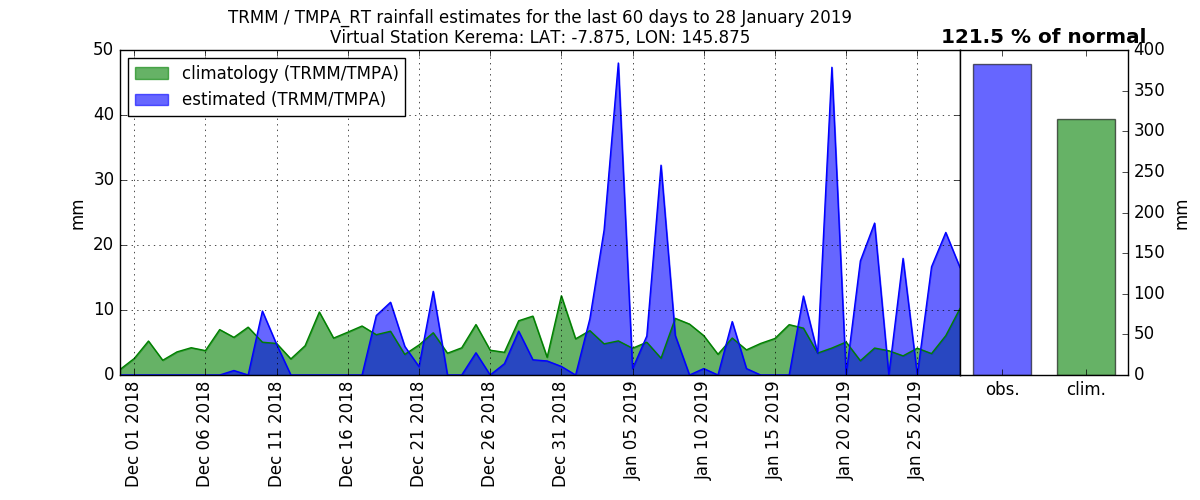 TRMM / TMPA_RT rainfall estimates for the last 60 days to 28 January 2019
Virtual Station Kerema: LAT: -7.875, LON: 145.875
121.5 % of normal
climatology (TRMM/TMPA)
estimated (TRMM/TMPA)
50
40
30
20
10
0
mm
400
350
300
250
200
150
100
50
0
mm
Dec 01 2018
Dec 06 2018
Dec 11 2018
Dec 16 2018
Dec 21 2018
Dec 26 2018
Dec 31 2018
Jan 05 2019
Jan 10 2019
Jan 15 2019
Jan 20 2019
Jan 25 2019
obs.
clim.